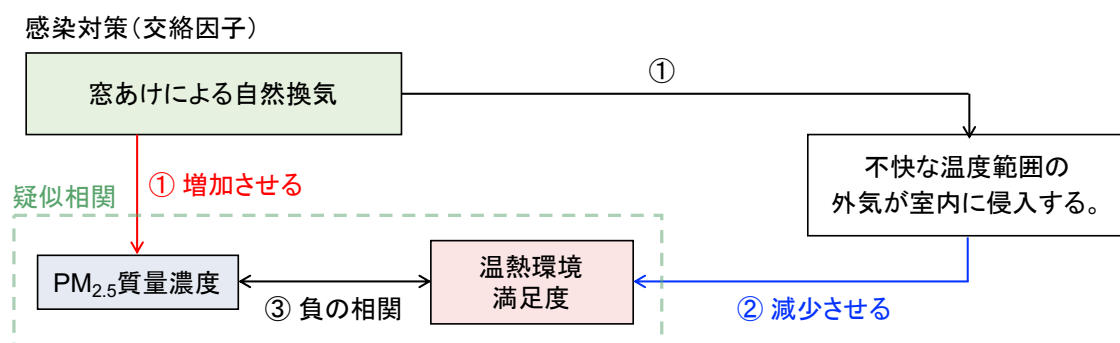 感染対策（交絡因子）
窓あけによる自然換気
①
不快な温度範囲の
外気が室内に侵入する。
① 増加させる
疑似相関
PM2.5質量濃度
温熱環境
満足度
③ 負の相関
② 減少させる